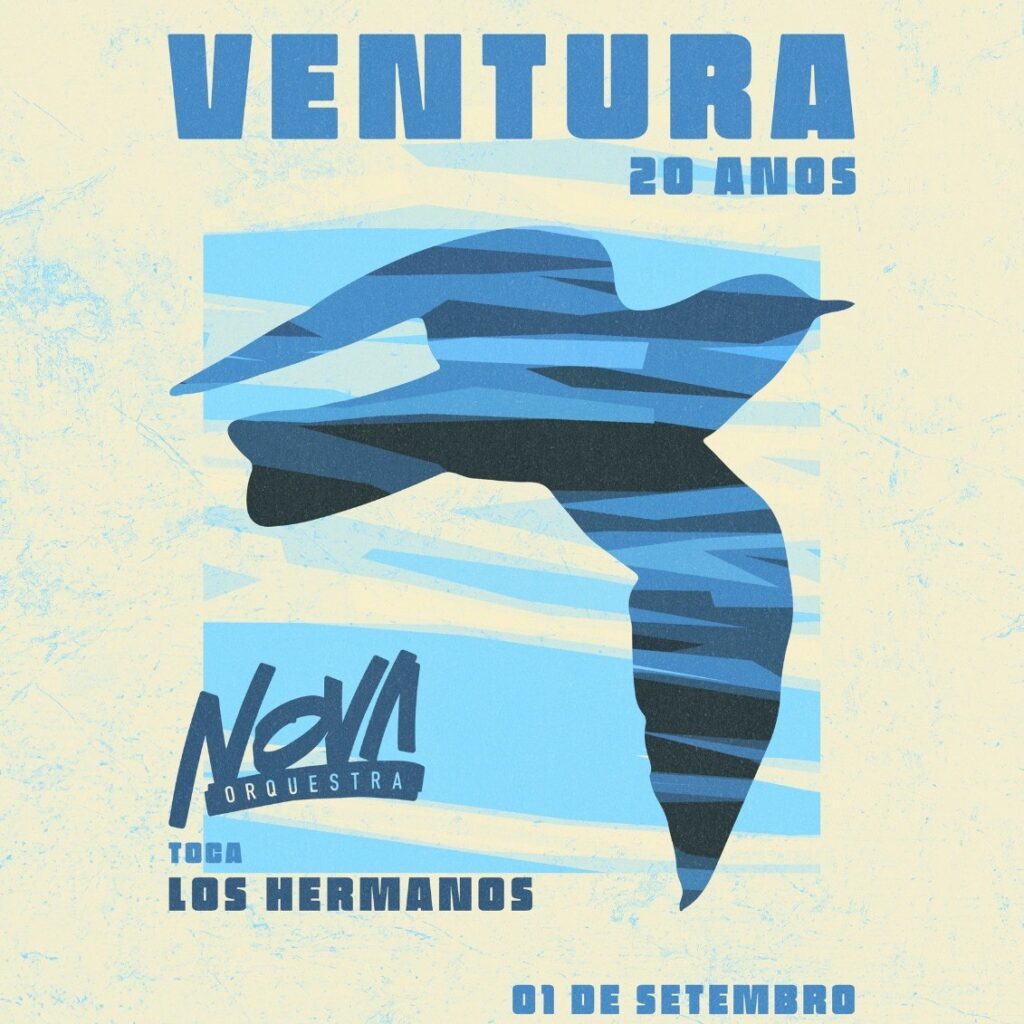 VENTURA
20 ANOS
NOVA
ORQUESTRA
TOCA
LOS HERMANOS
01 DE SETEMBRO